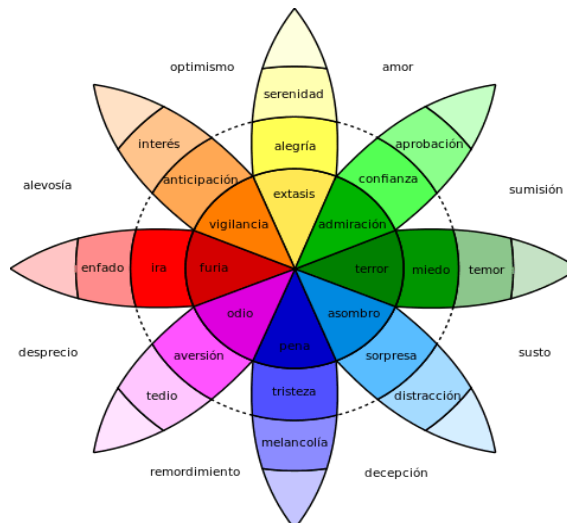 optimismo
amor
serenidad
interés
alegría
aprobación
anticipación
confianza
alevosía
extasis
sumisión
vigilancia
admiración
enfado
ira
furia
terror
miedo
temor
odio
asombro
desprecio
aversión
pena
sorpresa
susto
tedio
tristeza
distracción
melancolía
remordimiento
decepción